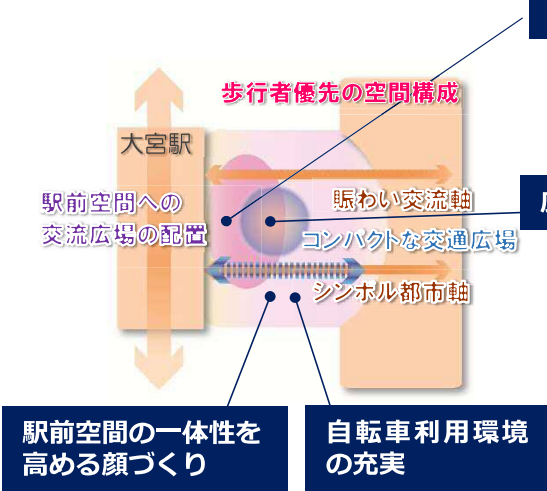 歩行者優先の空間構成
大宮駅
駅前空間への
交流広場の配置
賑わい交流軸
コンパクトな交通広場
シンボル都市軸
駅前空間の一体性を
高める顔づくり
自転車利用環境
の充実